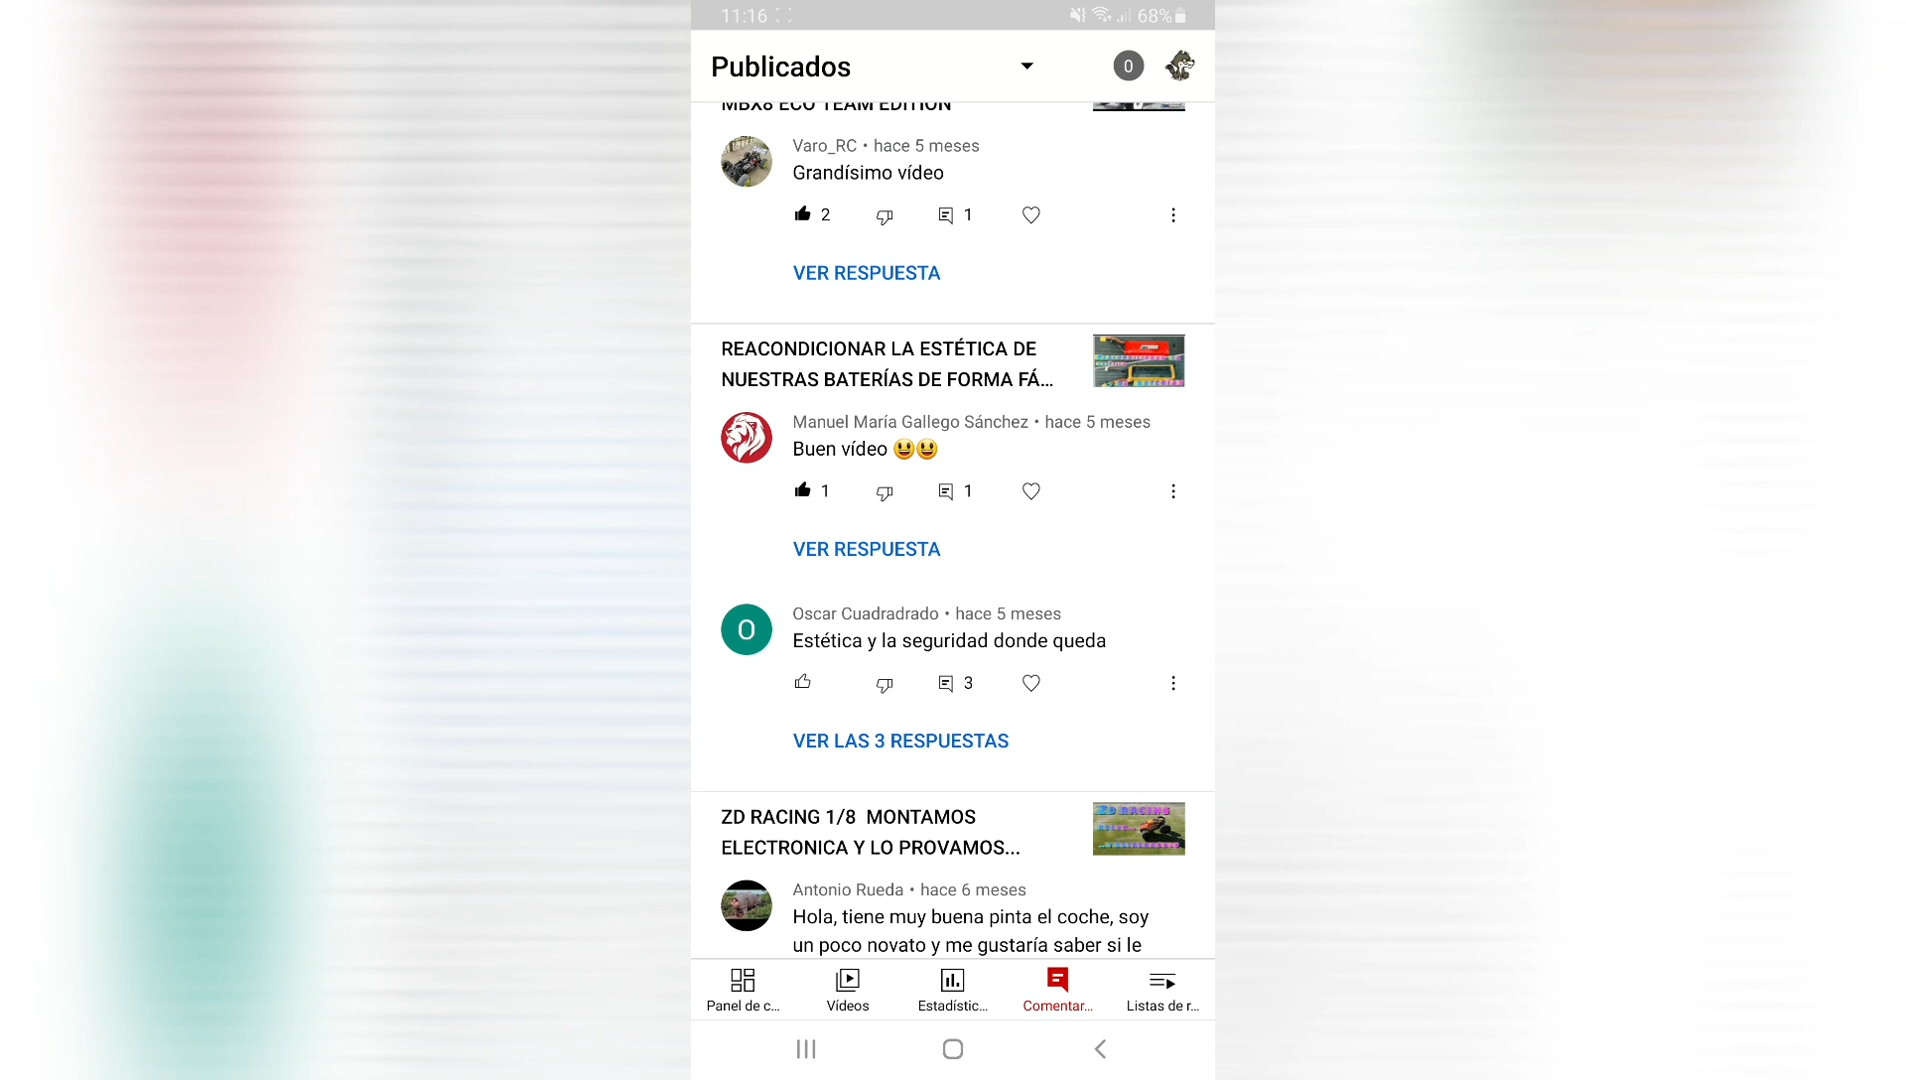 11:16
68%
Publicados
0
MBX8 ECO TEAM EDITION
Varo_RC • hace 5 meses
Grandísimo vídeo
2
1
VER RESPUESTA
REACONDICIONAR LA ESTÉTICA DE
NUESTRAS BATERÍAS DE FORMA FÁ...
Manuel María Gallego Sánchez • hace 5 meses
Buen vídeo 😃😃
1
1
VER RESPUESTA
O
Oscar Cuadradrado • hace 5 meses
Estética y la seguridad donde queda
3
VER LAS 3 RESPUESTAS
ZD RACING 1/8 MONTAMOS
ELECTRONICA Y LO PROVAMOS...
ZD RACING
Antonio Rueda • hace 6 meses
Hola, tiene muy buena pinta el coche, soy
un poco novato y me gustaría saber si le
Panel de c...
Vídeos
Estadístic...
Comentar...
Listas de r...